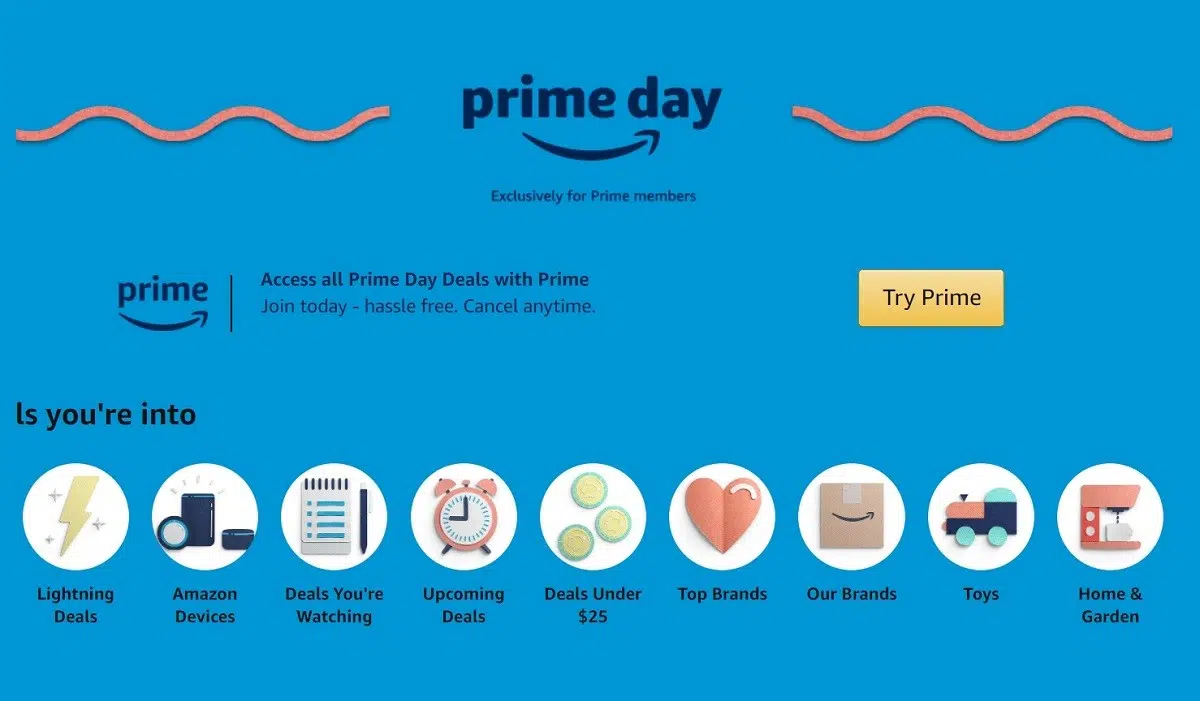 prime day
Exclusively for Prime members
prime
Access all Prime Day Deals with Prime
Join today - hassle free. Cancel anytime.
Try Prime
ls you're into
Lightning
Deals
Amazon
Devices
Deals You're
Watching
Upcoming
Deals
Deals Under
$25
Top Brands
Our Brands
Toys
Home &
Garden